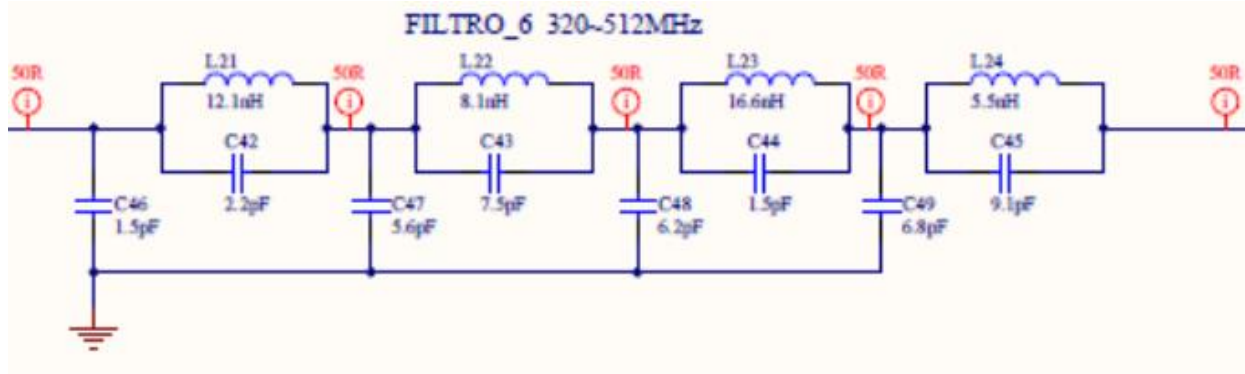 FILTRO_6 320~512MHz
L21 L22 L23 L24
50R 50R 50R 50R 50R
12.1nH 8.1nH 16.6nH 5.5nH
C42 C43 C44 C45
2.2pF 7.5pF 1.5pF 9.1pF
C46 C47 C48 C49
1.5pF 5.6pF 6.2pF 6.8pF